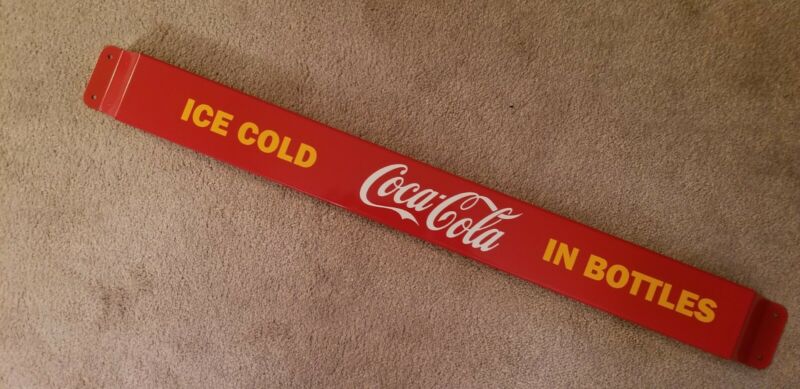 ICE COLD Coca-Cola IN BOTTLES